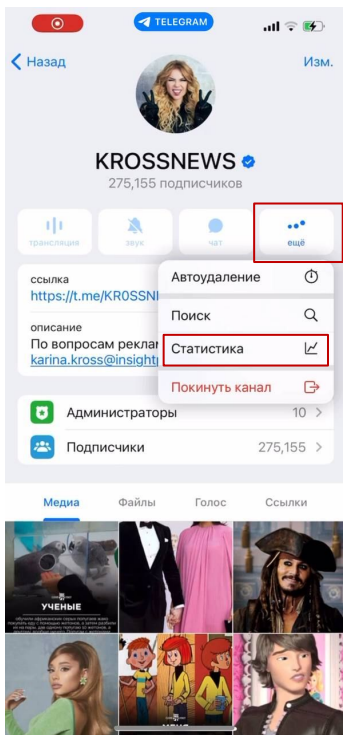 TELEGRAM
Назад
Изм.
KROSSNEWS
275,155 подписчиков
трансляция
звук
чат
ещё
ссылка
https://t.me/KR0SSN
описание
По вопросам
karina.kross@insight
Автоудаление
Поиск
Статистика
Покинуть канал
Администраторы 10
Подписчики 275,155
Медиа Файлы Голос Ссылки
УЧЕНЫЕ